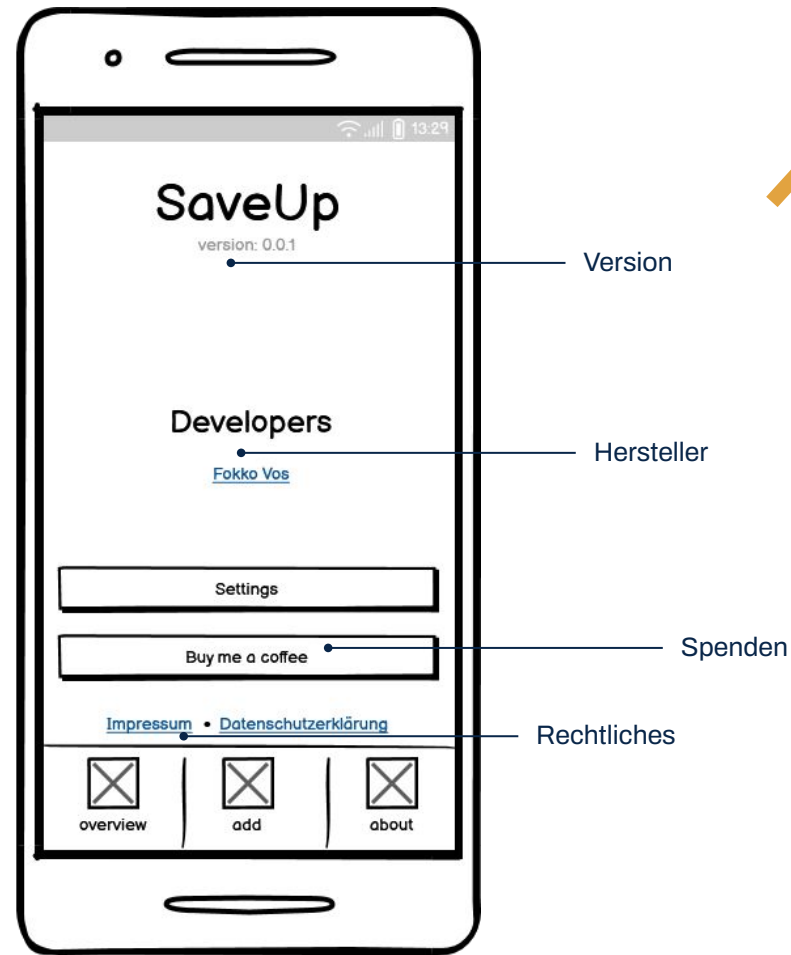 13:29
SaveUp
version: 0.0.1
Version
Developers
Hersteller
Fokko Vos
Settings
Buy me a coffee
Spenden
Impressum • Datenschutzerklärung
Rechtliches
overview add about